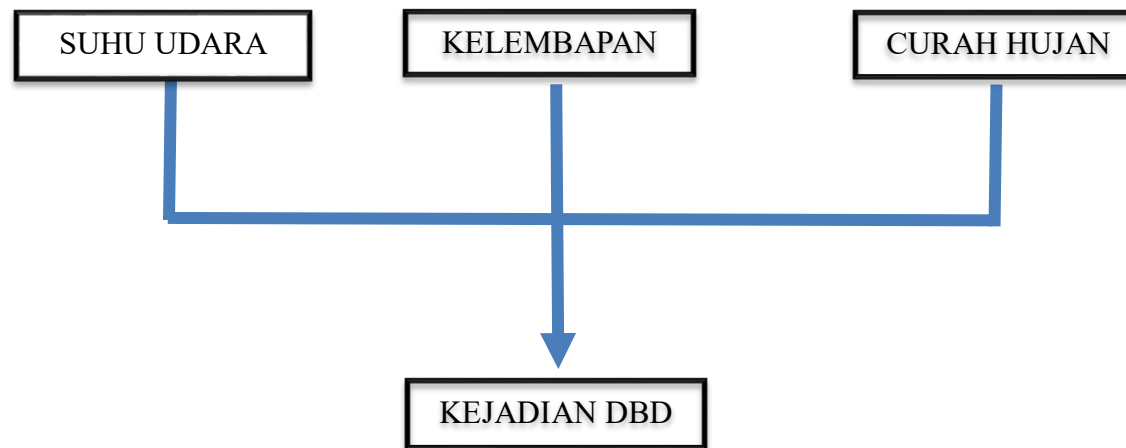 SUHU UDARA
KELEMBAPAN
CURAH HUJAN
KEJADIAN DBD